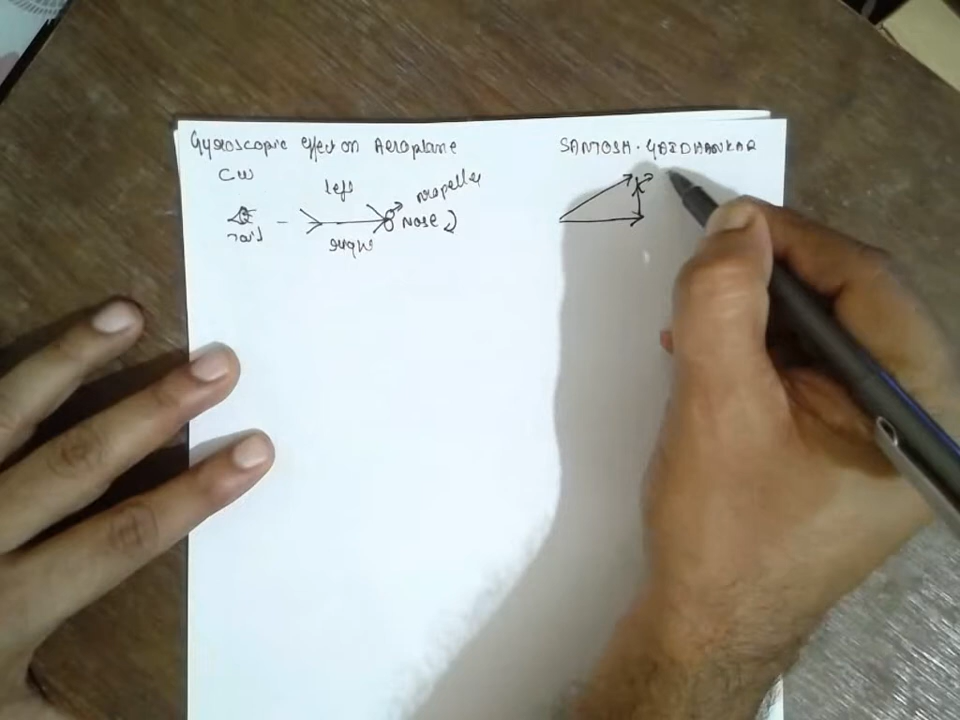 Gyroscopic effect on Aeroplane
SANTOSH.
CW
left
propeller
Nose
Tail
right